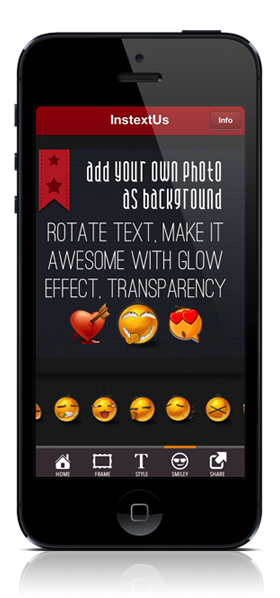 InstextUs
Info
add your own photo
as background
ROTATE TEXT, MAKE IT
AWESOME WITH GLOW
EFFECT, TRANSPARENCY
HOME
FRAME
T
STYLE
SMILEY
SHARE